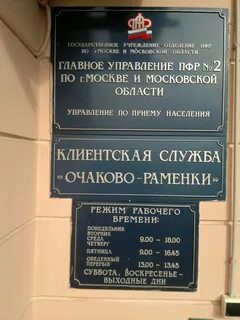 ГОСУДАРСТВЕННОЕ УЧРЕЖДЕНИЕ ОТДЕЛЕНИЕ ПФР
ПО Г.МОСКВЕ И МОСКОВСКОЙ ОБЛАСТИ
ГЛАВНОЕ УПРАВЛЕНИЕ ПФР №2
ПО Г.МОСКВЕ И МОСКОВСКОЙ
ОБЛАСТИ
УПРАВЛЕНИЕ ПО ПРИЕМУ НАСЕЛЕНИЯ
КЛИЕНТСКАЯ СЛУЖБА
«ОЧАКОВО-РАМЕНКИ»
РЕЖИМ РАБОЧЕГО
ВРЕМЕНИ:
ПОНЕДЕЛЬНИК
ВТОРНИК
СРЕДА 9.00 - 18.00
ЧЕТВЕРГ
ПЯТНИЦА 9.00 - 16.45
ОБЕДЕННЫЙ
ПЕРЕРЫВ 13.00 - 13.45
СУББОТА, ВОСКРЕСЕНЬЕ-
ВЫХОДНЫЕ ДНИ